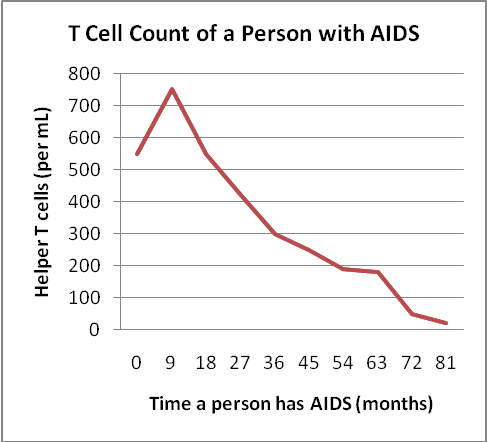 T Cell Count of a Person with AIDS
Helper T cells (per mL)
800
700
600
500
400
300
200
100
0
0 9 18 27 36 45 54 63 72 81
Time a person has AIDS (months)